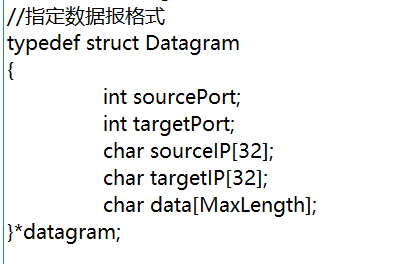 //指定数据报格式
typedef struct Datagram
{
int sourcePort;
int targetPort;
char sourceIP[32];
char targetIP[32];
char data[MaxLength];
}*datagram;